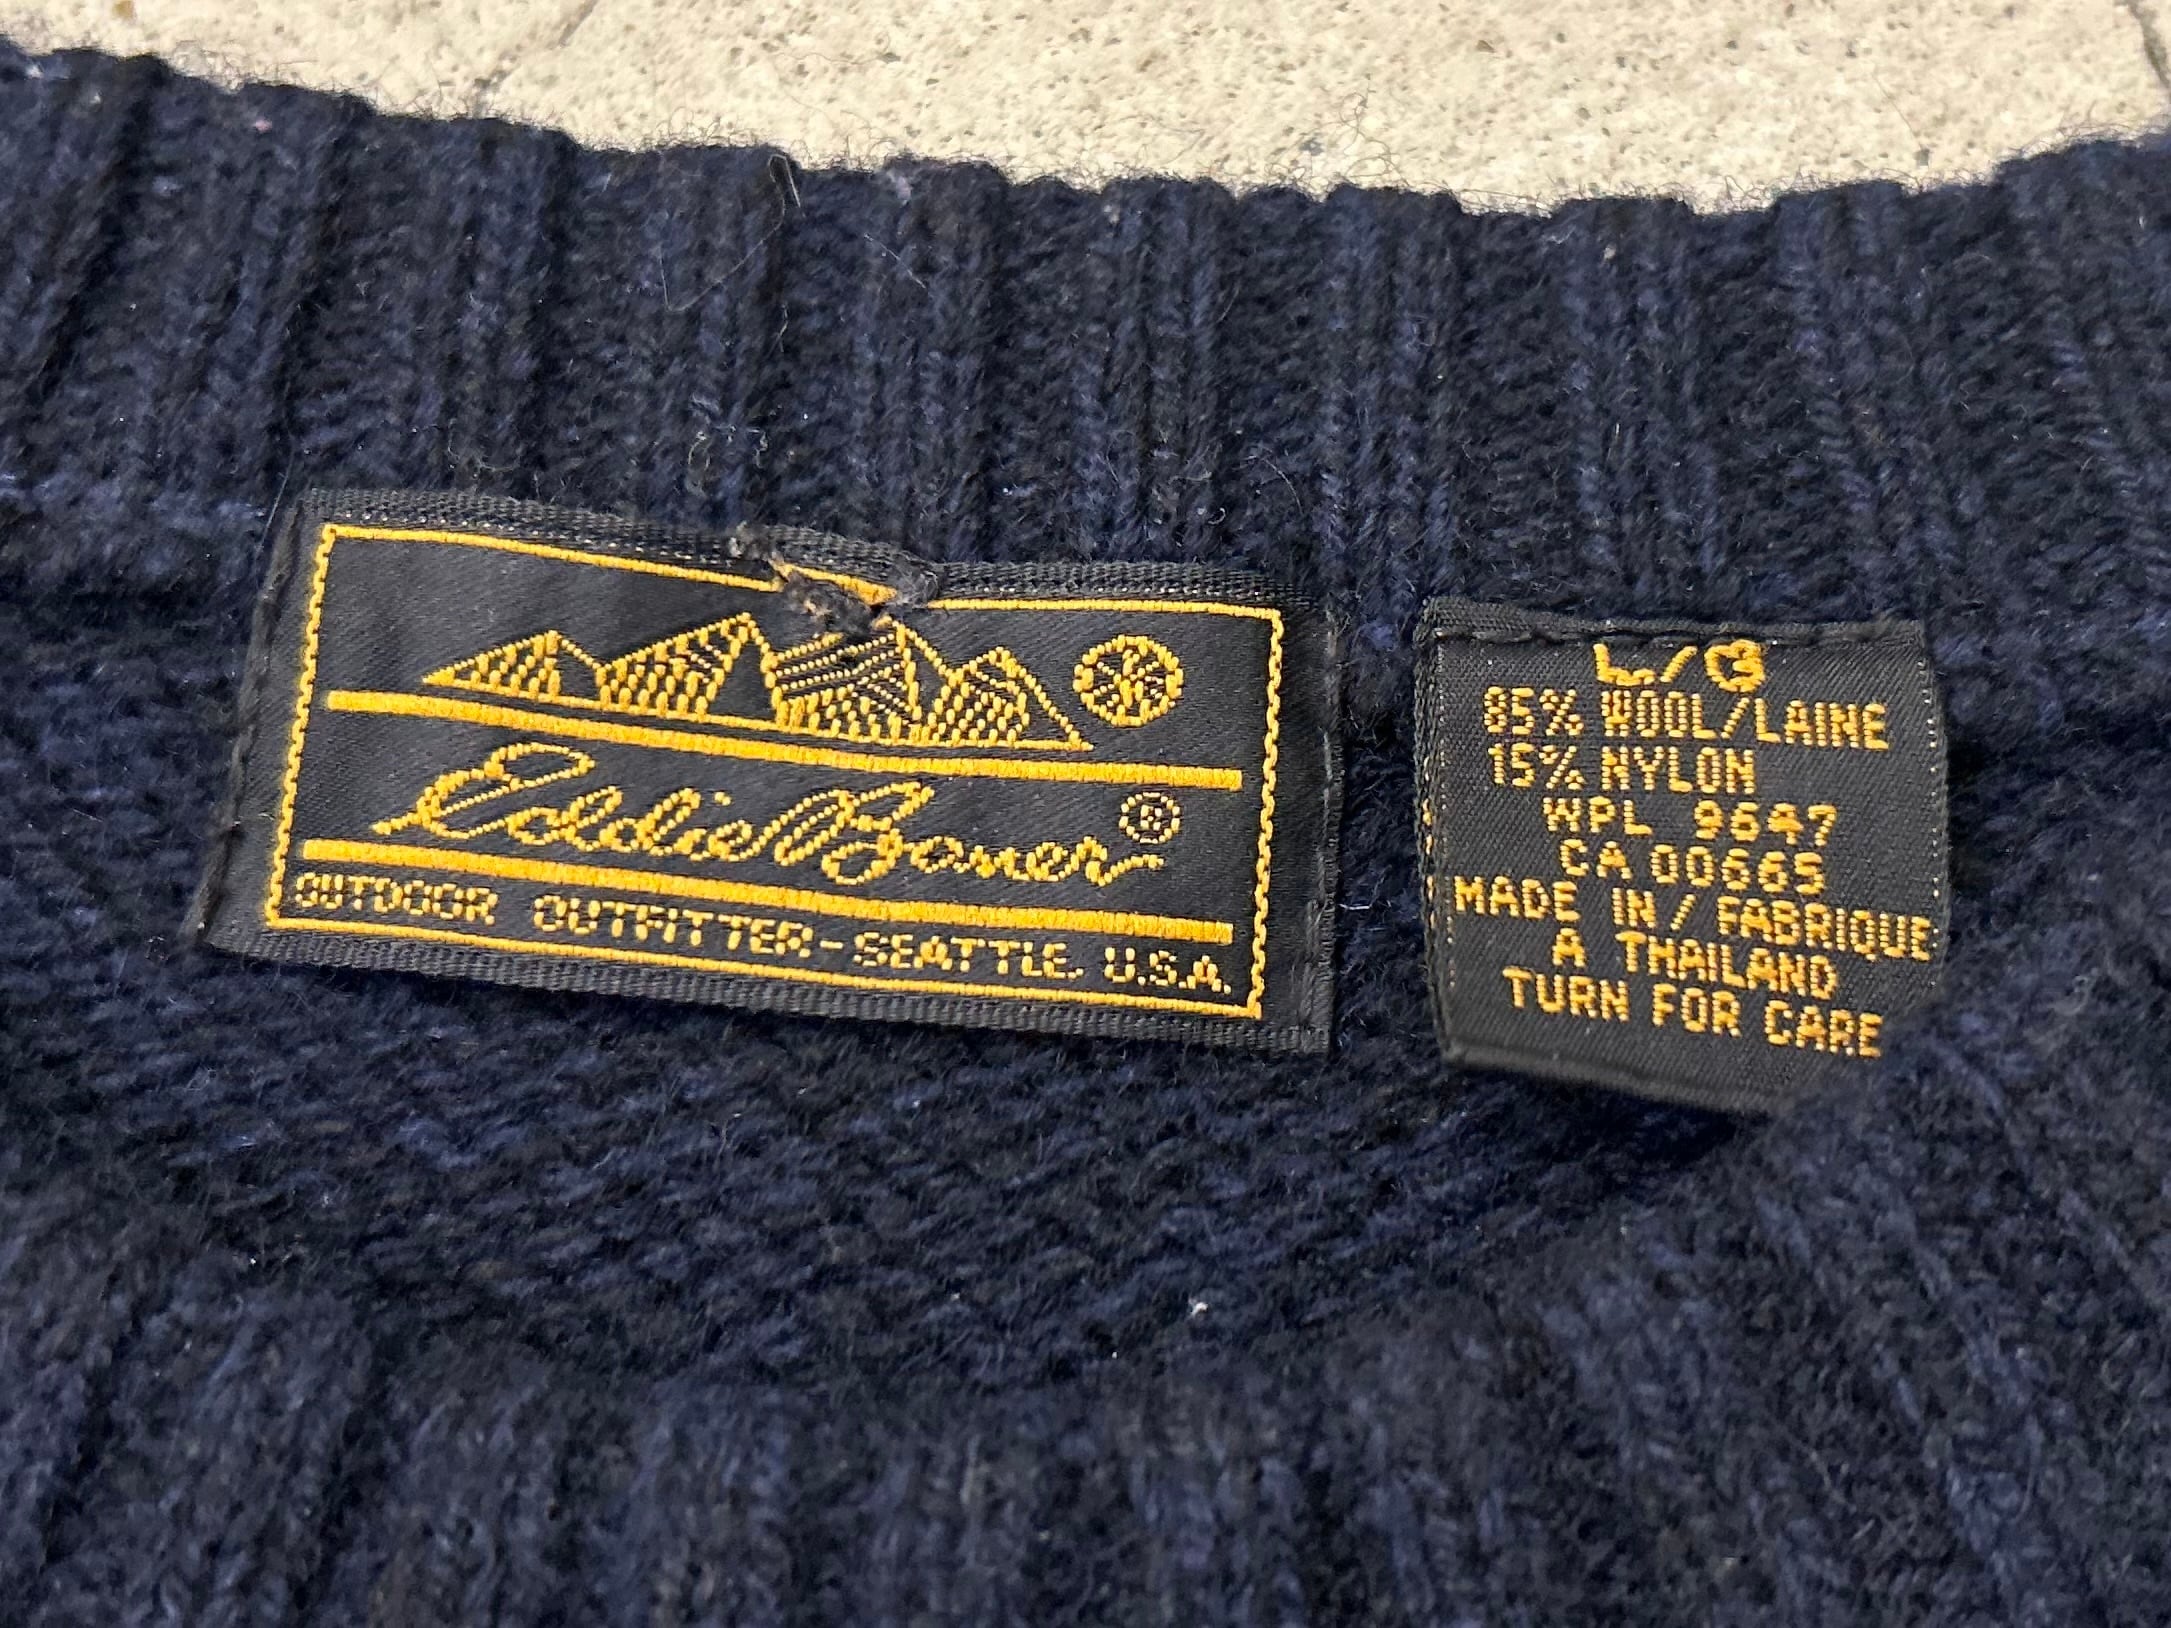 Eddie Bauer®
OUTDOOR OUTFITTER-SEATTLE, U.S.A.
L/G
85% WOOL/LAINE
15% NYLON
WPL 9647
CA 00665
MADE IN/FABRIQUE
A THAILAND
TURN FOR CARE